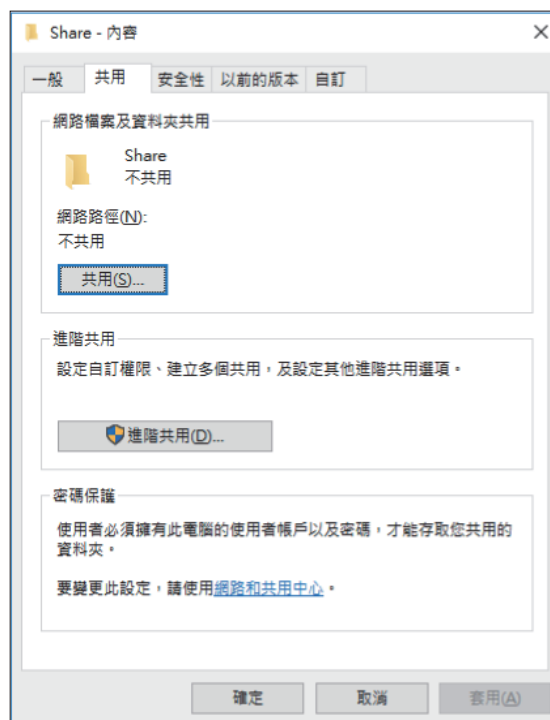 Share - 內容
一般 共用 安全性 以前的版本 自訂
網路檔案及資料夾共用
Share
不共用
網路路徑(N):
不共用
共用(S)...
進階共用
設定自訂權限、建立多個共用，及設定其他進階共用選項。
進階共用(D)...
密碼保護
使用者必須擁有此電腦的使用者帳戶以及密碼，才能存取您共用的
資料夾。
要變更此設定，請使用網路和共用中心。
確定 取消 套用(A)